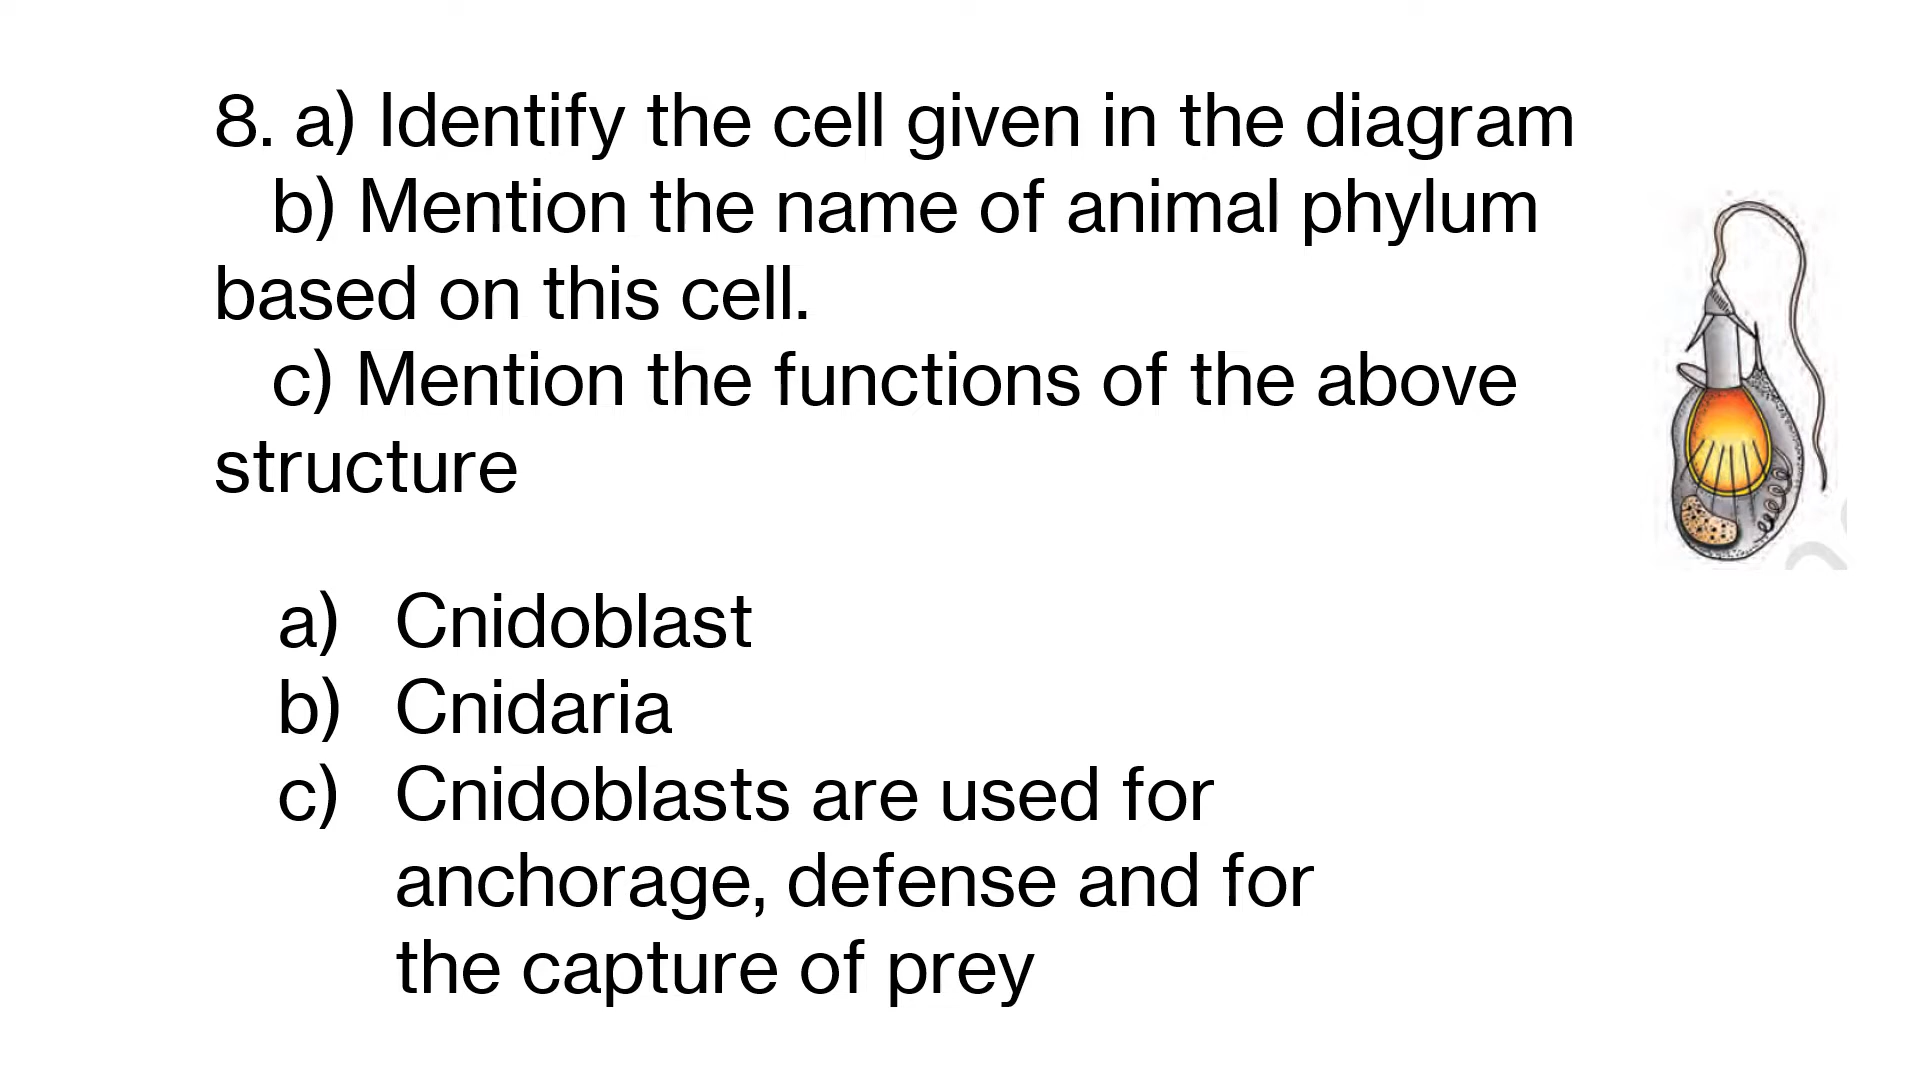 8. a) Identify the cell given in the diagram
b) Mention the name of animal phylum
based on this cell.
c) Mention the functions of the above
structure
a) Cnidoblast
b) Cnidaria
c) Cnidoblasts are used for
anchorage, defense and for
the capture of prey